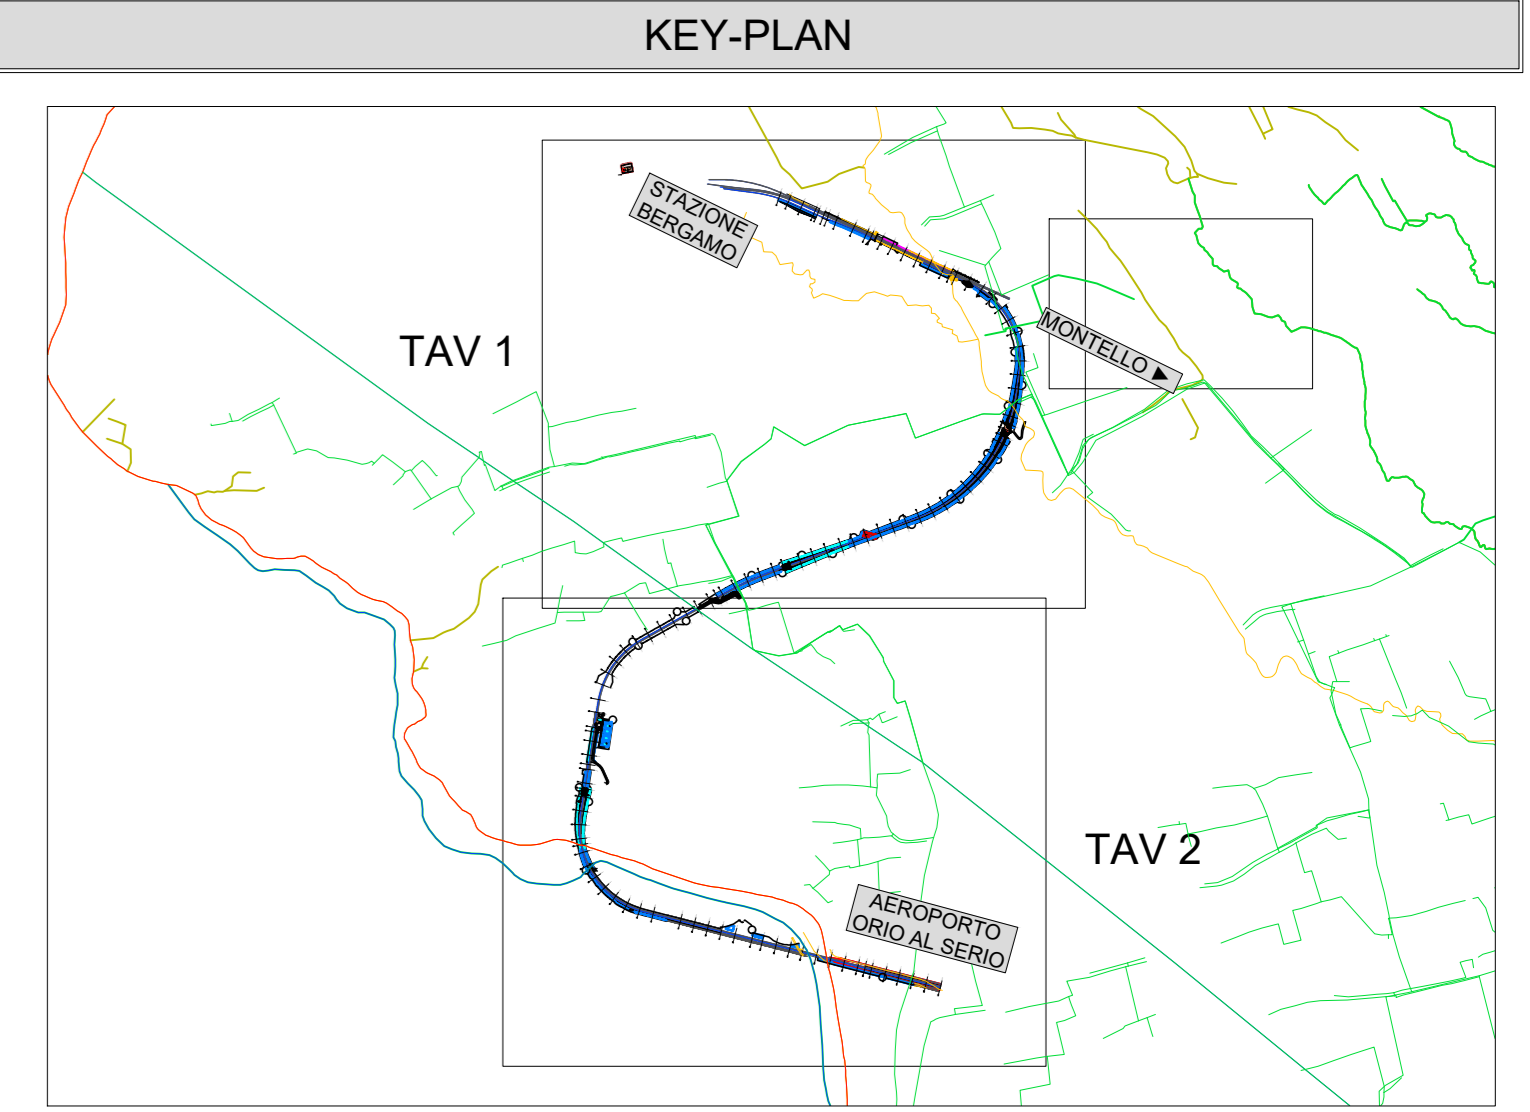 KEY-PLAN
STAZIONE
BERGAMO
TAV 1
MONTELLO ►
TAV 2
AEROPORTO
ORIO AL SERIO